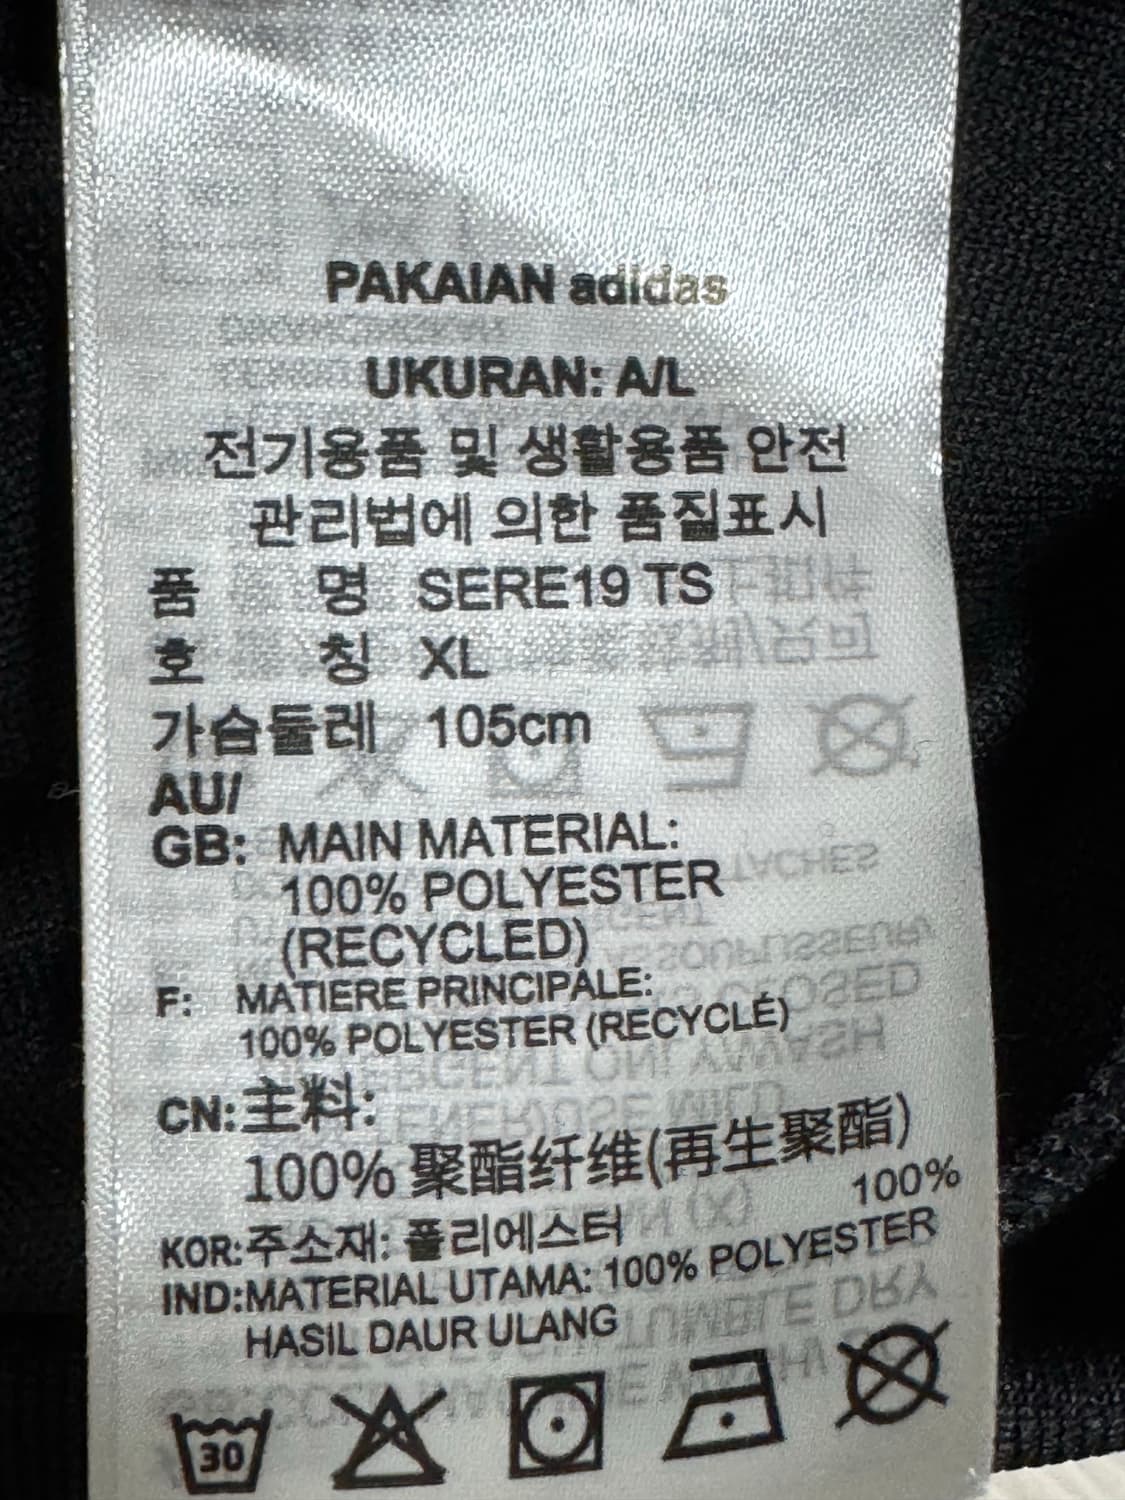 PAKAIAN adidas
UKURAN: A/L
전기용품 및 생활용품 안전
관리법에 의한 품질표시
품 명 SERE19 TS
호 칭 XL
가슴둘레 105cm
AU/
GB: MAIN MATERIAL:
100% POLYESTER
(RECYCLED)
F: MATIERE PRINCIPALE:
100% POLYESTER (RECYCLÉ)
CN:主料:
100% 聚酯纤维(再生聚酯)
100%
KOR:주소재: 폴리에스터
IND:MATERIAL UTAMA: 100% POLYESTER
HASIL DAUR ULANG
30